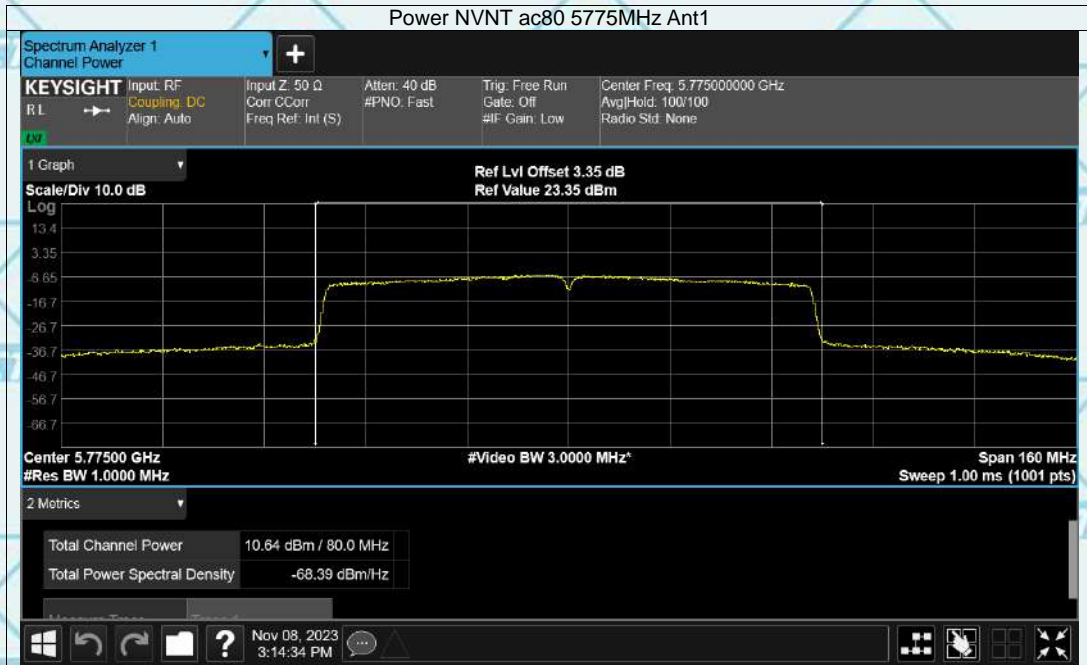 Power NVNT ac80 5775MHz Ant1
Spectrum Analyzer 1
Channel Power
+
KEYSIGHT Input: RF Input Z: 50 Ω Atten: 40 dB Trig: Free Run Center Freq: 5.775000000 GHz
RL Coupling: DC Corr CCorr #PNO: Fast Gate: Off Avg|Hold: 100/100
Align: Auto Freq Ref: Int (S) #IF Gain: Low Radio Std: None
LXI
1 Graph
Ref Lvl Offset 3.35 dB
Scale/Div 10.0 dB Ref Value 23.35 dBm
Log
13.4
3.35
-6.65
-16.7
-26.7
-36.7
-46.7
-56.7
-66.7
Center 5.77500 GHz #Video BW 3.0000 MHz* Span 160 MHz
#Res BW 1.0000 MHz Sweep 1.00 ms (1001 pts)
2 Metrics
Total Channel Power 10.64 dBm / 80.0 MHz
Total Power Spectral Density -68.39 dBm/Hz
?
Nov 08, 2023
3:14:34 PM